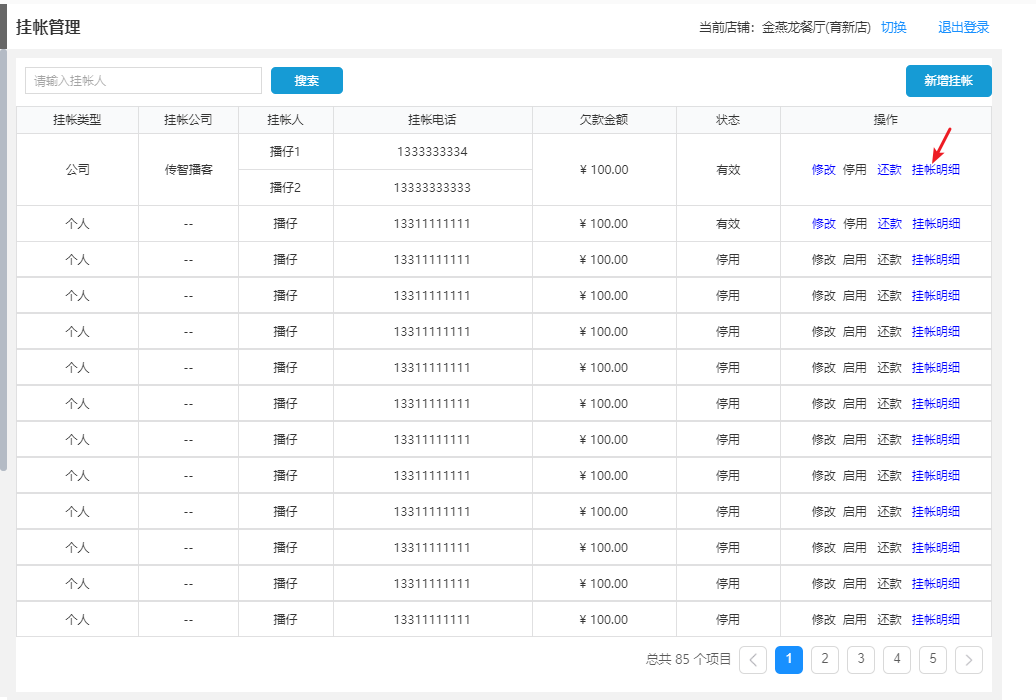 挂帐管理
当前店铺：金燕龙餐厅(育新店) 切换 退出登录
请输入挂帐人 搜索 新增挂帐
挂帐类型 挂帐公司 挂帐人 挂帐电话 欠款金额 状态 操作
公司 传智播客 播仔1 1333333334 ¥ 100.00 有效 修改 停用 还款 挂帐明细
播仔2 13333333333
个人 -- 播仔 13311111111 ¥ 100.00 有效 修改 停用 还款 挂帐明细
个人 -- 播仔 13311111111 ¥ 100.00 停用 修改 启用 还款 挂帐明细
个人 -- 播仔 13311111111 ¥ 100.00 停用 修改 启用 还款 挂帐明细
个人 -- 播仔 13311111111 ¥ 100.00 停用 修改 启用 还款 挂帐明细
个人 -- 播仔 13311111111 ¥ 100.00 停用 修改 启用 还款 挂帐明细
个人 -- 播仔 13311111111 ¥ 100.00 停用 修改 启用 还款 挂帐明细
个人 -- 播仔 13311111111 ¥ 100.00 停用 修改 启用 还款 挂帐明细
个人 -- 播仔 13311111111 ¥ 100.00 停用 修改 启用 还款 挂帐明细
个人 -- 播仔 13311111111 ¥ 100.00 停用 修改 启用 还款 挂帐明细
个人 -- 播仔 13311111111 ¥ 100.00 停用 修改 启用 还款 挂帐明细
个人 -- 播仔 13311111111 ¥ 100.00 停用 修改 启用 还款 挂帐明细
个人 -- 播仔 13311111111 ¥ 100.00 停用 修改 启用 还款 挂帐明细
总共 85 个项目 1 2 3 4 5